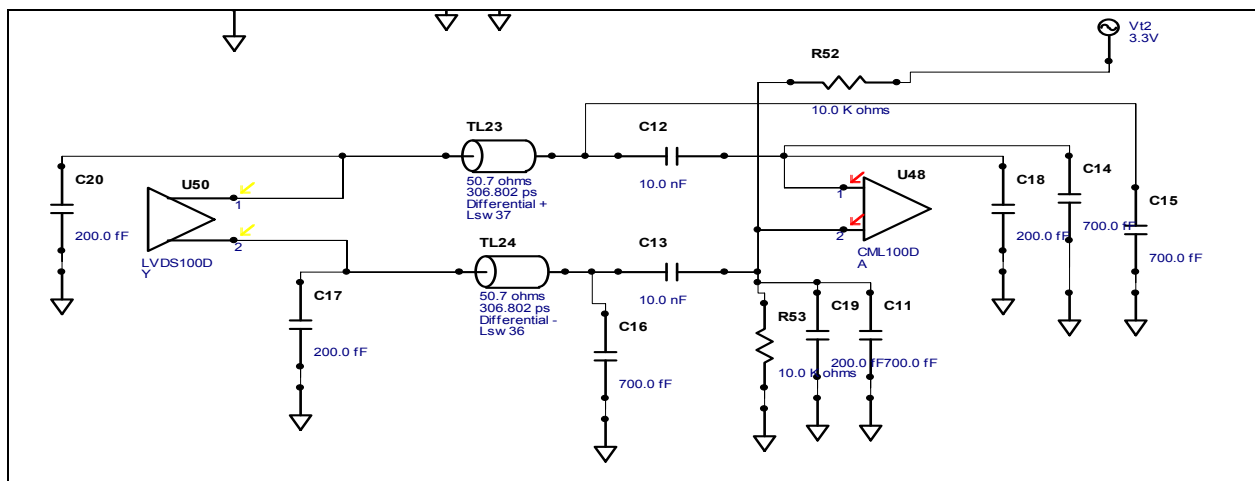 Vt2
3.3V
R52
10.0 K ohms
TL23
50.7 ohms
306.802 ps
Differential +
Lsw 37
C12
10.0 nF
C20
200.0 fF
U50
1
2
LVDS100D
Y
U48
1
2
CML100D
A
C18
200.0 fF
C14
700.0 fF
C15
700.0 fF
TL24
50.7 ohms
306.802 ps
Differential -
Lsw 36
C13
10.0 nF
C17
200.0 fF
C16
700.0 fF
R53
10.0 K ohms
C19
200.0 fF
C11
700.0 fF